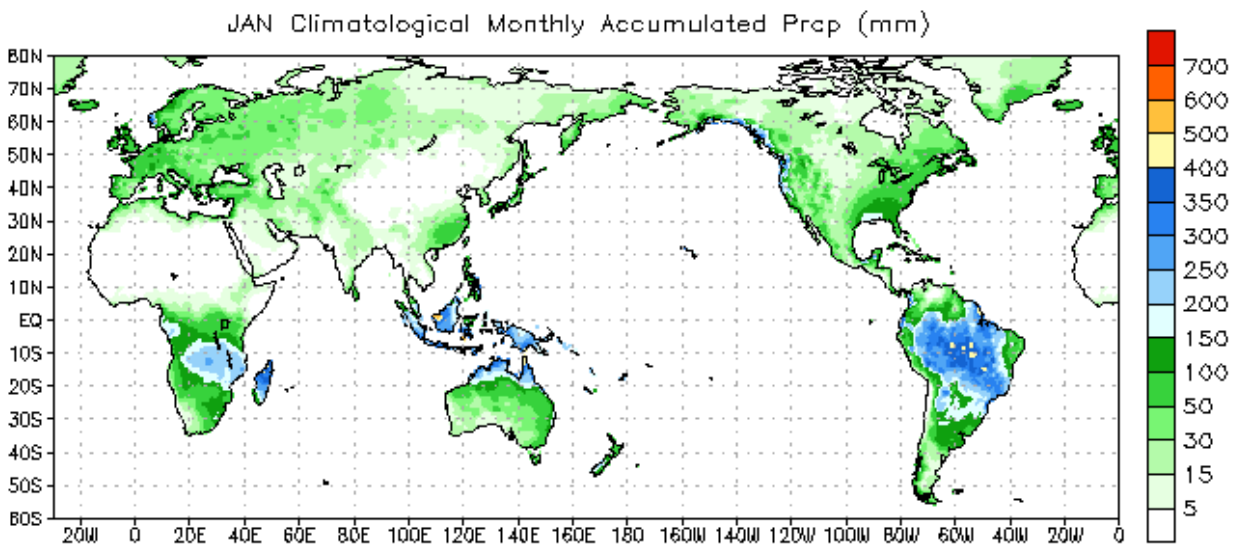 JAN Climatological Monthly Accumulated Prcp (mm)
80N
70N
60N
50N
40N
30N
20N
10N
EQ
10S
20S
30S
40S
50S
60S
20W 0 20E 40E 60E 80E 100E 120E 140E 160E 180 160W 140W 120W 100W 80W 60W 40W 20W 0
700
600
500
400
350
300
250
200
150
100
50
30
15
5